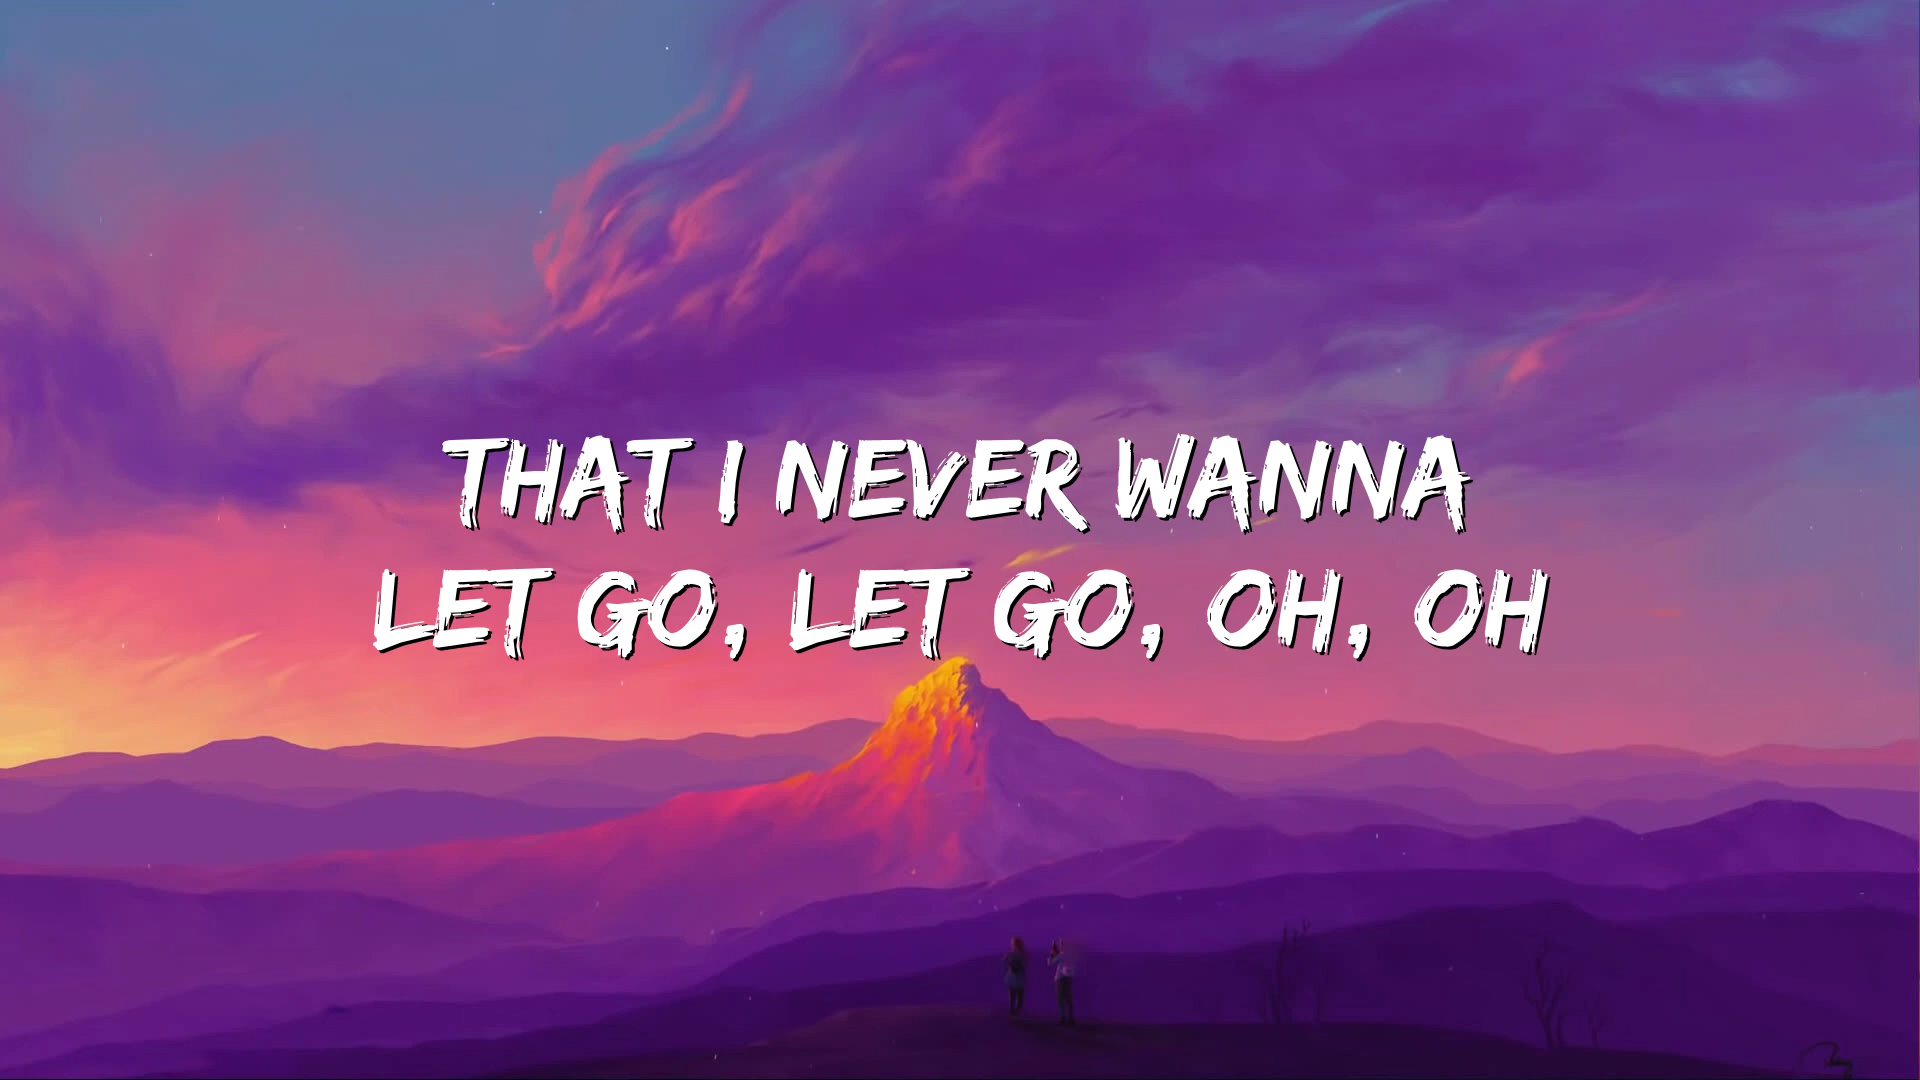 THAT I NEVER WANNA
LET GO, LET GO, OH, OH